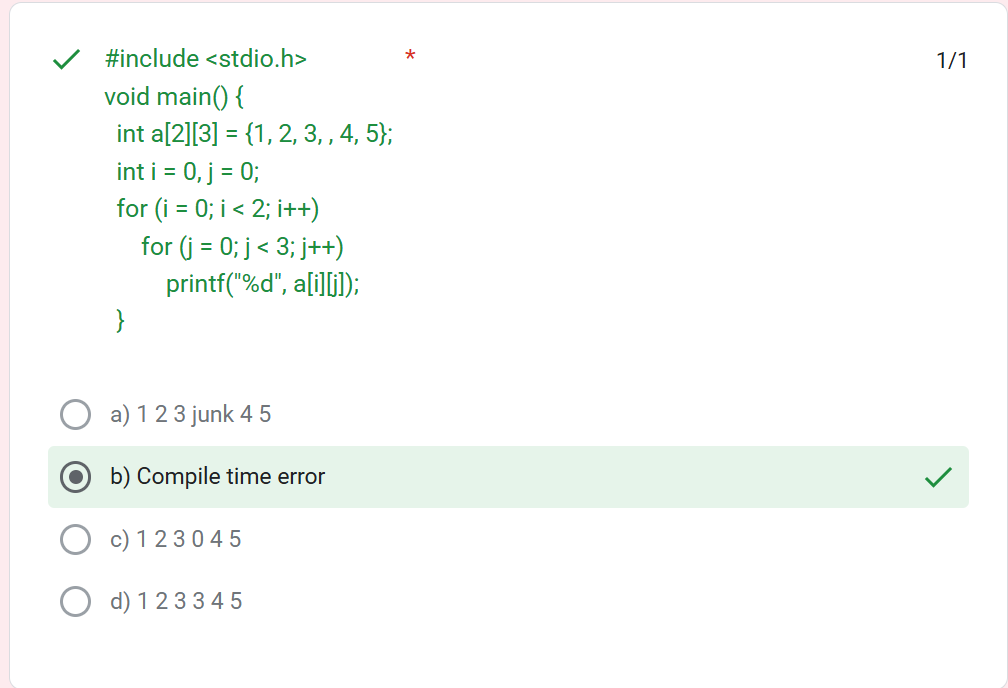 #include <stdio.h> * 1/1
void main() {
int a[2][3] = {1, 2, 3, , 4, 5};
int i = 0, j = 0;
for (i = 0; i < 2; i++)
for (j = 0; j < 3; j++)
printf("%d", a[i][j]);
}
a) 1 2 3 junk 4 5
b) Compile time error
c) 1 2 3 0 4 5
d) 1 2 3 3 4 5